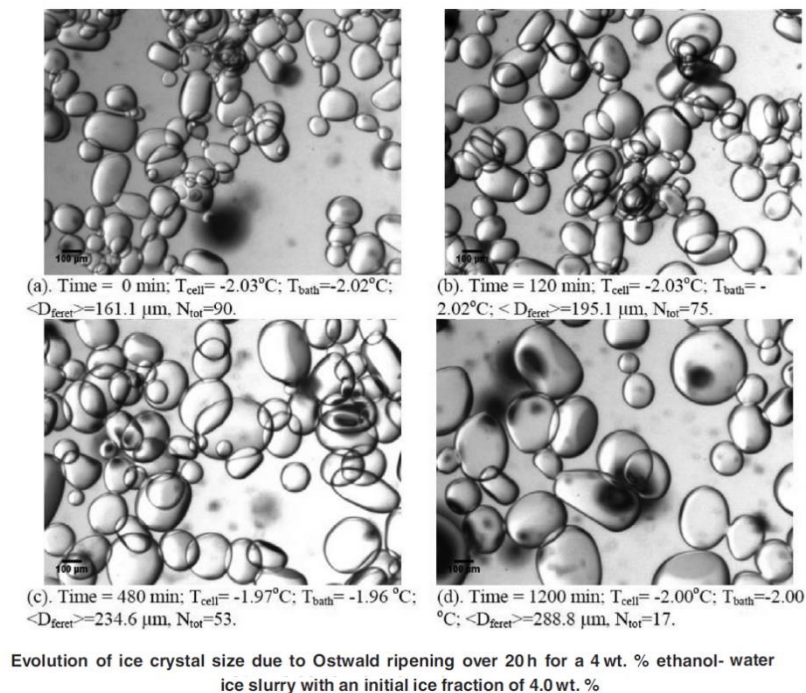 100 µm
100 µm
(a). Time = 0 min; Tcell= -2.03°C; Tbath=-2.02°C;
<Dferet>=161.1 µm, Ntot=90.
(b). Time = 120 min; Tcell= -2.03°C; Tbath= -
2.02°C; < Dferet>=195.1 µm, Ntot=75.
100 µm
100 µm
(c). Time = 480 min; Tcell= -1.97°C; Tbath= -1.96 °C;
<Dferet>=234.6 µm, Ntot=53.
(d). Time = 1200 min; Tcell= -2.00°C; Tbath=-2.00
°C; <Dferet>=288.8 µm, Ntot=17.
Evolution of ice crystal size due to Ostwald ripening over 20 h for a 4 wt. % ethanol- water
ice slurry with an initial ice fraction of 4.0 wt. %